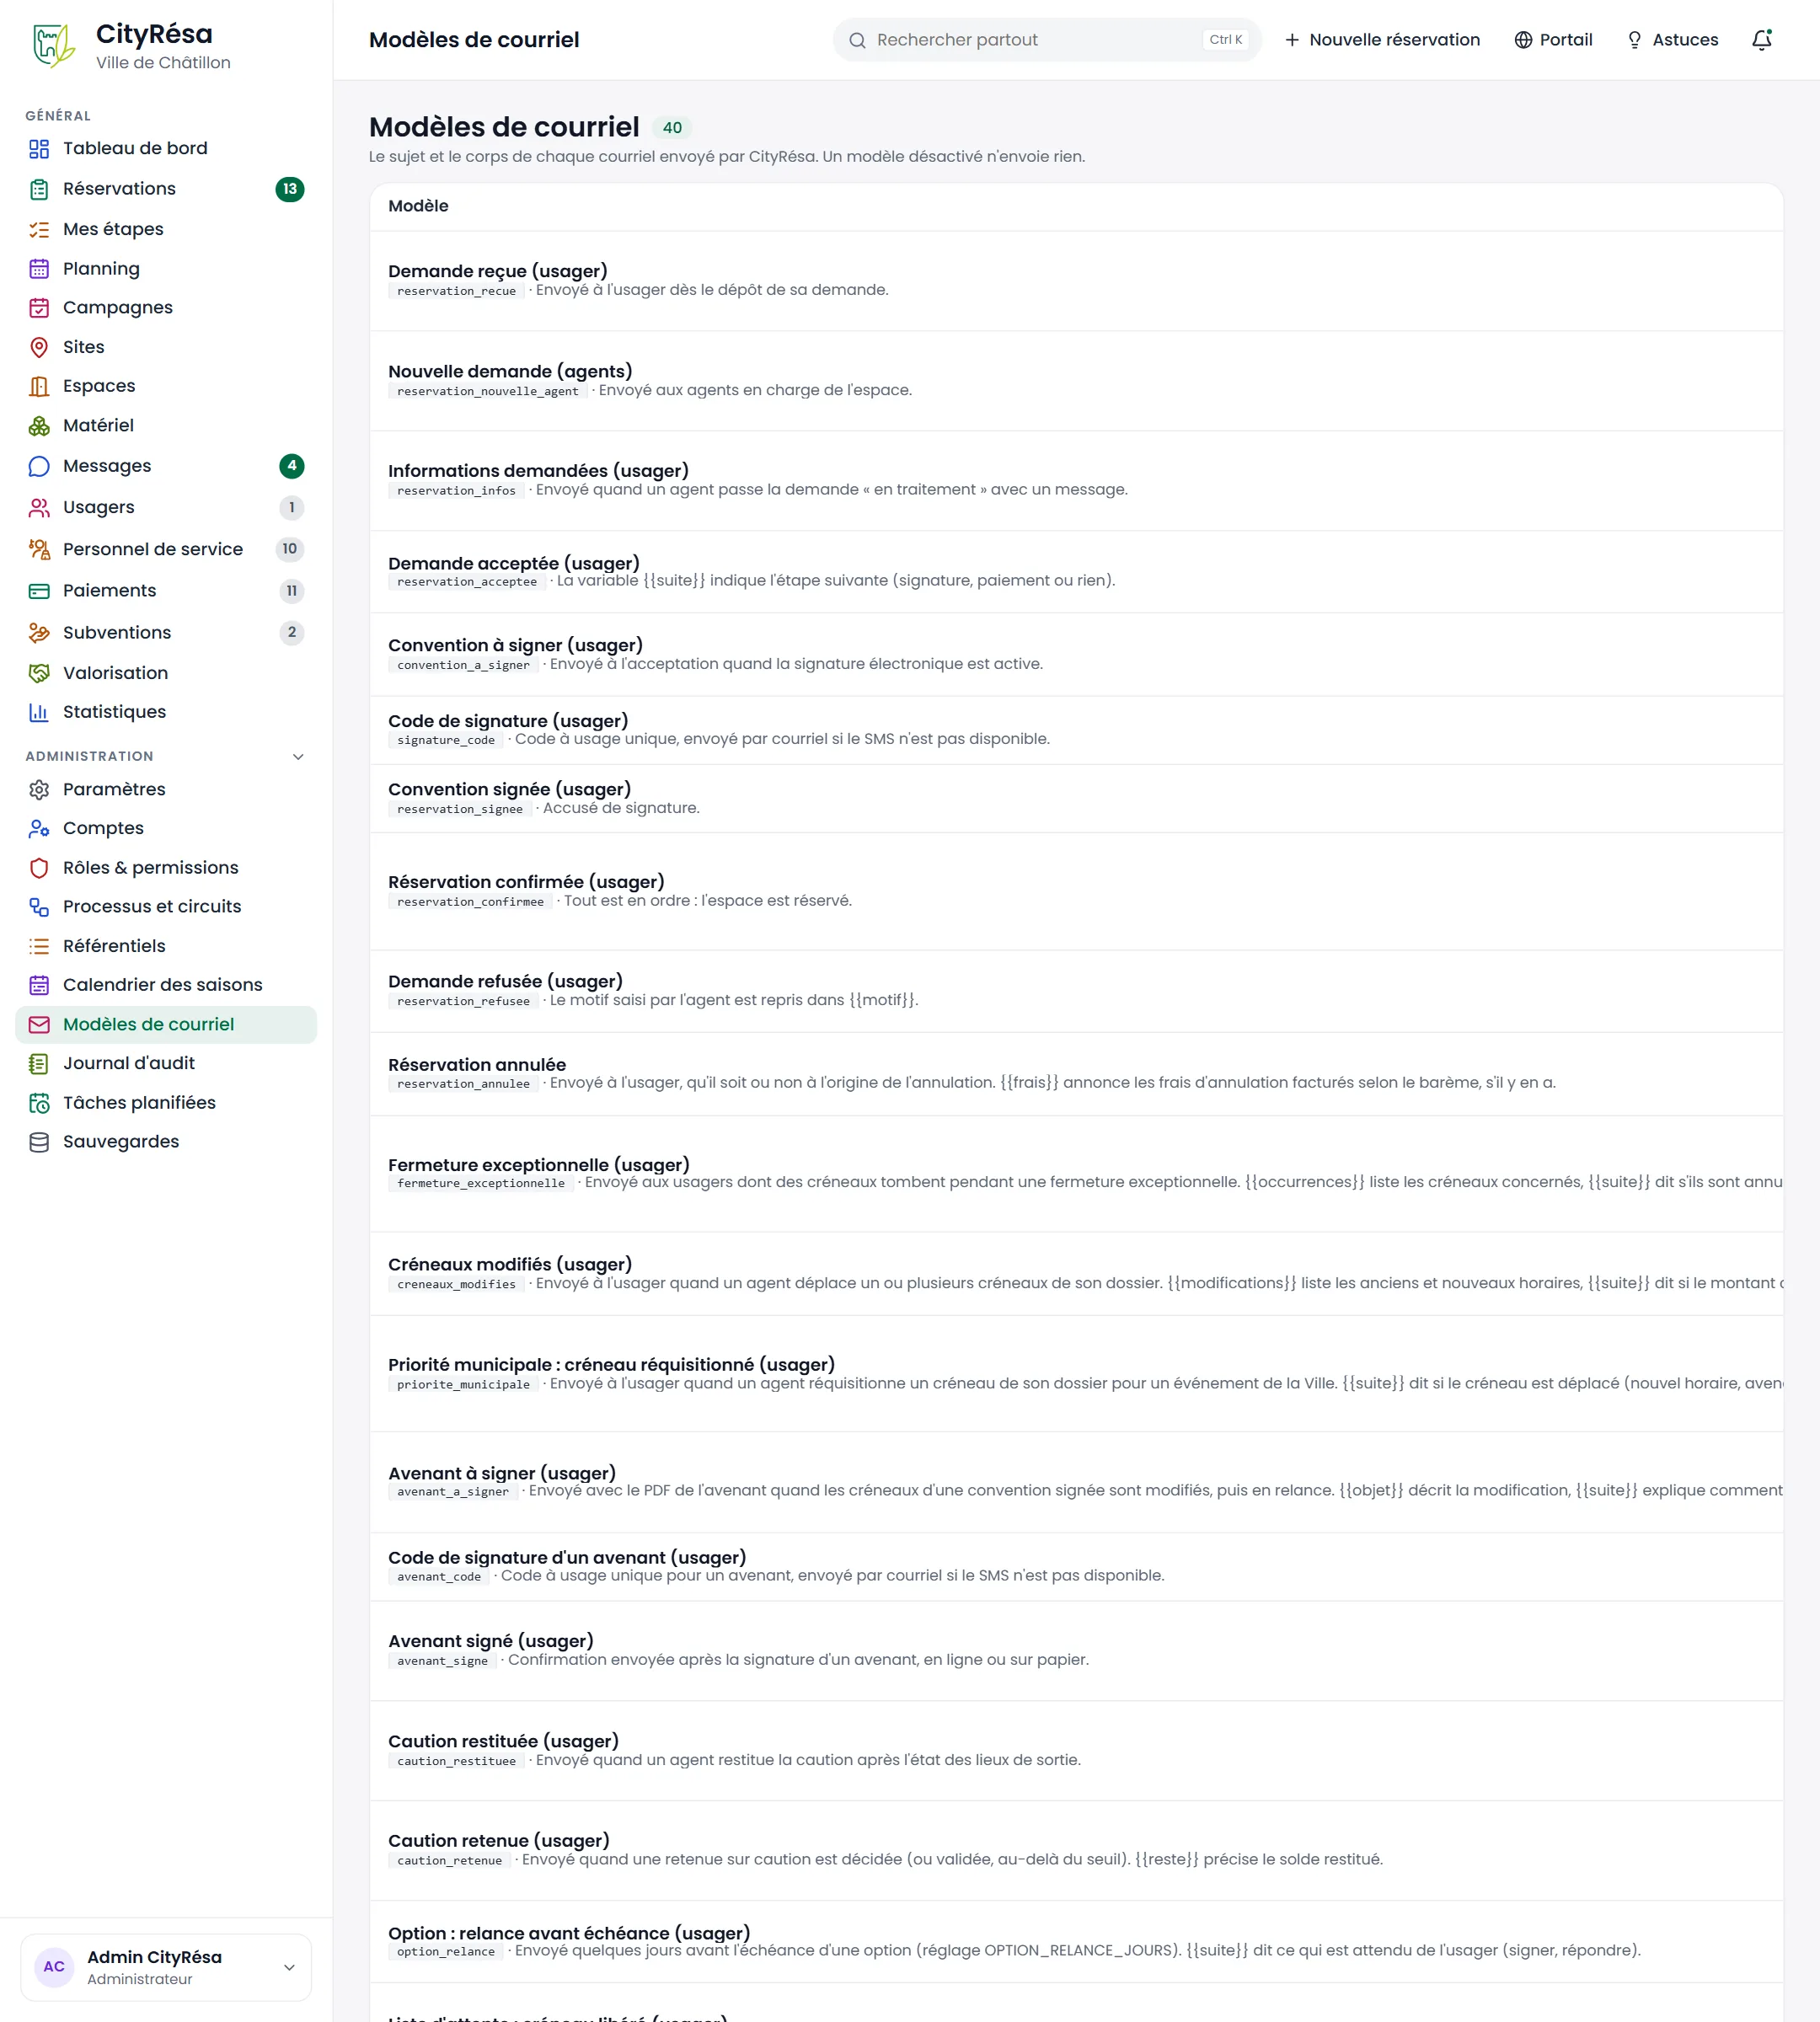 CityRésa
Ville de Châtillon
GÉNÉRAL
Tableau de bord
Réservations 13
Mes étapes
Planning
Campagnes
Sites
Espaces
Matériel
Messages 4
Usagers 1
Personnel de service 10
Paiements 11
Subventions 2
Valorisation
Statistiques
ADMINISTRATION
Paramètres
Comptes
Rôles & permissions
Processus et circuits
Référentiels
Calendrier des saisons
Modèles de courriel
Journal d'audit
Tâches planifiées
Sauvegardes
AC
Admin CityRésa
Administrateur
Modèles de courriel
Rechercher partout Ctrl K
Nouvelle réservation
Portail
Astuces
Modèles de courriel 40
Le sujet et le corps de chaque courriel envoyé par CityRésa. Un modèle désactivé n'envoie rien.
Modèle
Demande reçue (usager)
reservation_recue · Envoyé à l'usager dès le dépôt de sa demande.
Nouvelle demande (agents)
reservation_nouvelle_agent · Envoyé aux agents en charge de l'espace.
Informations demandées (usager)
reservation_infos · Envoyé quand un agent passe la demande « en traitement » avec un message.
Demande acceptée (usager)
reservation_acceptee · La variable {{suite}} indique l'étape suivante (signature, paiement ou rien).
Convention à signer (usager)
convention_a_signer · Envoyé à l'acceptation quand la signature électronique est active.
Code de signature (usager)
signature_code · Code à usage unique, envoyé par courriel si le SMS n'est pas disponible.
Convention signée (usager)
reservation_signee · Accusé de signature.
Réservation confirmée (usager)
reservation_confirmee · Tout est en ordre : l'espace est réservé.
Demande refusée (usager)
reservation_refusee · Le motif saisi par l'agent est repris dans {{motif}}.
Réservation annulée
reservation_annulee · Envoyé à l'usager, qu'il soit ou non à l'origine de l'annulation. {{frais}} annonce les frais d'annulation facturés selon le barème, s'il y en a.
Fermeture exceptionnelle (usager)
fermeture_exceptionnelle · Envoyé aux usagers dont des créneaux tombent pendant une fermeture exceptionnelle. {{occurrences}} liste les créneaux concernés, {{suite}} dit s'ils sont annu
Créneaux modifiés (usager)
creneaux_modifies · Envoyé à l'usager quand un agent déplace un ou plusieurs créneaux de son dossier. {{modifications}} liste les anciens et nouveaux horaires, {{suite}} dit si le montant
Priorité municipale : créneau réquisitionné (usager)
priorite_municipale · Envoyé à l'usager quand un agent réquisitionne un créneau de son dossier pour un événement de la Ville. {{suite}} dit si le créneau est déplacé (nouvel horaire, aven
Avenant à signer (usager)
avenant_a_signer · Envoyé avec le PDF de l'avenant quand les créneaux d'une convention signée sont modifiés, puis en relance. {{objet}} décrit la modification, {{suite}} explique comment
Code de signature d'un avenant (usager)
avenant_code · Code à usage unique pour un avenant, envoyé par courriel si le SMS n'est pas disponible.
Avenant signé (usager)
avenant_signe · Confirmation envoyée après la signature d'un avenant, en ligne ou sur papier.
Caution restituée (usager)
caution_restituee · Envoyé quand un agent restitue la caution après l'état des lieux de sortie.
Caution retenue (usager)
caution_retenue · Envoyé quand une retenue sur caution est décidée (ou validée, au-delà du seuil). {{reste}} précise le solde restitué.
Option : relance avant échéance (usager)
option_relance · Envoyé quelques jours avant l'échéance d'une option (réglage OPTION_RELANCE_JOURS). {{suite}} dit ce qui est attendu de l'usager (signer, répondre).
Liste d'attente : créneau libéré (usager)